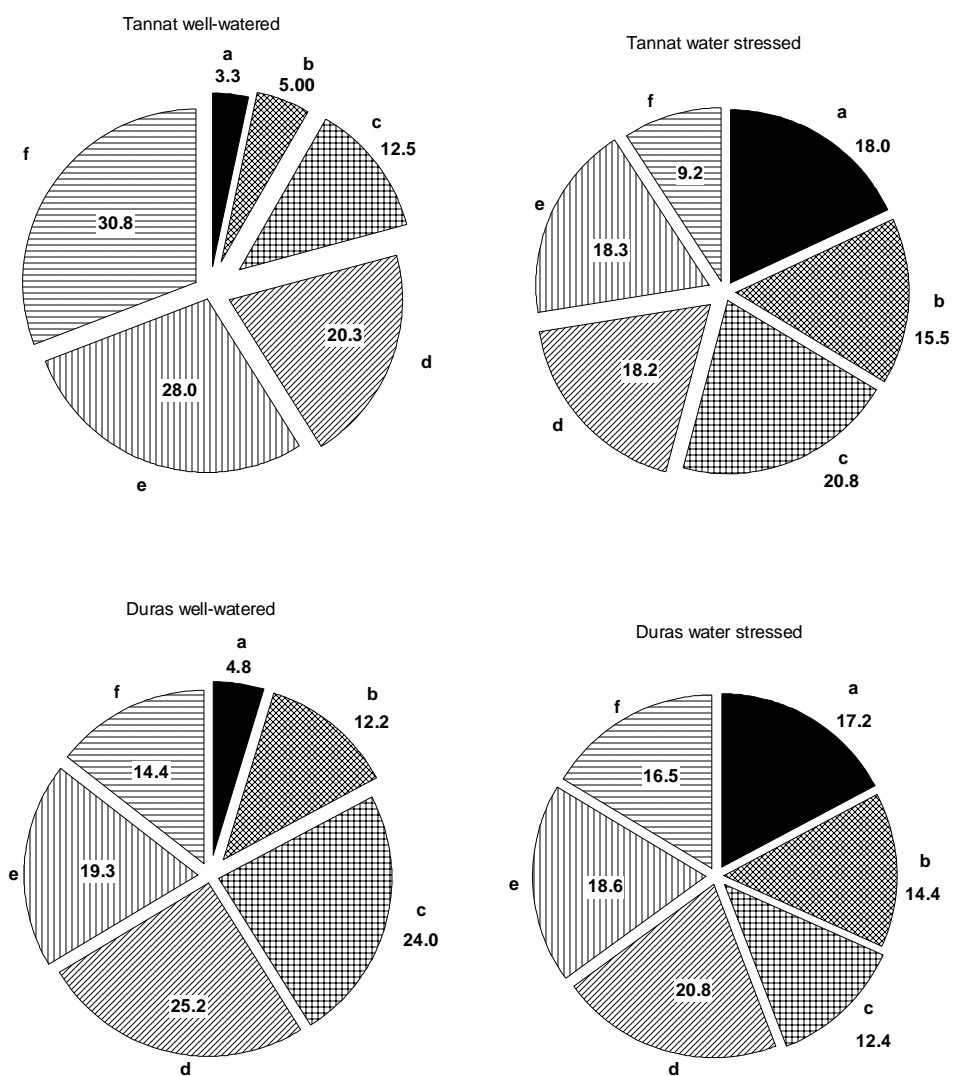 Tannat well-watered
a
3.3
b
5.00
c
12.5
d
20.3
e
28.0
f
30.8
Tannat water stressed
a
18.0
b
15.5
c
20.8
d
18.2
e
18.3
f
9.2
Duras well-watered
a
4.8
b
12.2
c
24.0
d
25.2
e
19.3
f
14.4
Duras water stressed
a
17.2
b
14.4
c
12.4
d
20.8
e
18.6
f
16.5